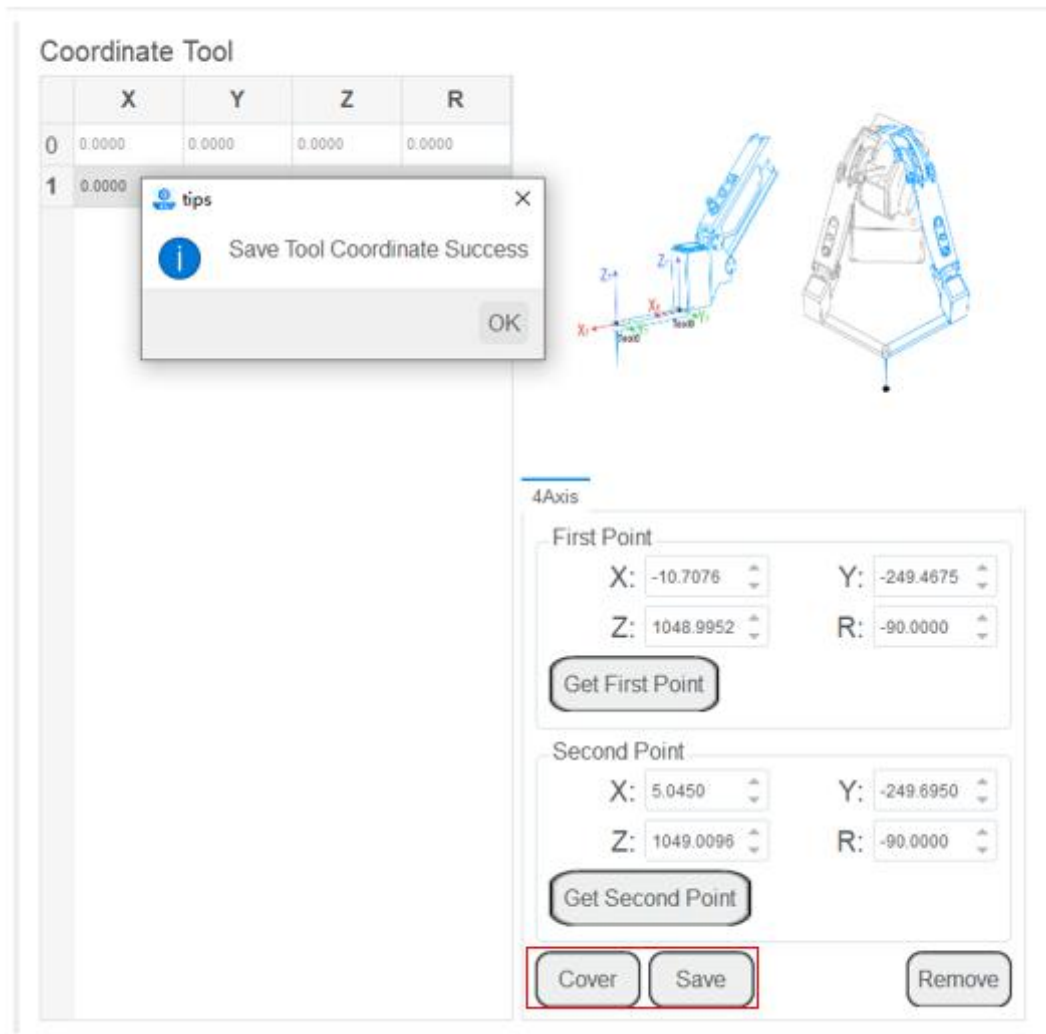 Coordinate Tool
X Y Z R
0 0.0000 0.0000 0.0000 0.0000
1 0.0000
tips
Save Tool Coordinate Success
OK
4Axis
First Point
X: -10.7076 Y: -249.4675
Z: 1048.9952 R: -90.0000
Get First Point
Second Point
X: 5.0450 Y: -249.6950
Z: 1049.0096 R: -90.0000
Get Second Point
Cover Save Remove